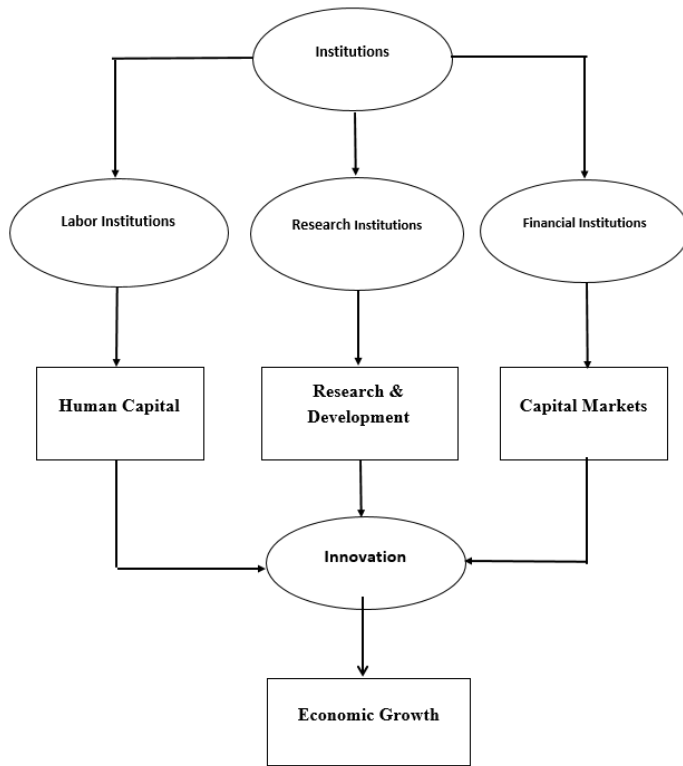 Institutions
Labor Institutions
Research Institutions
Financial Institutions
Human Capital
Research &
Development
Capital Markets
Innovation
Economic Growth